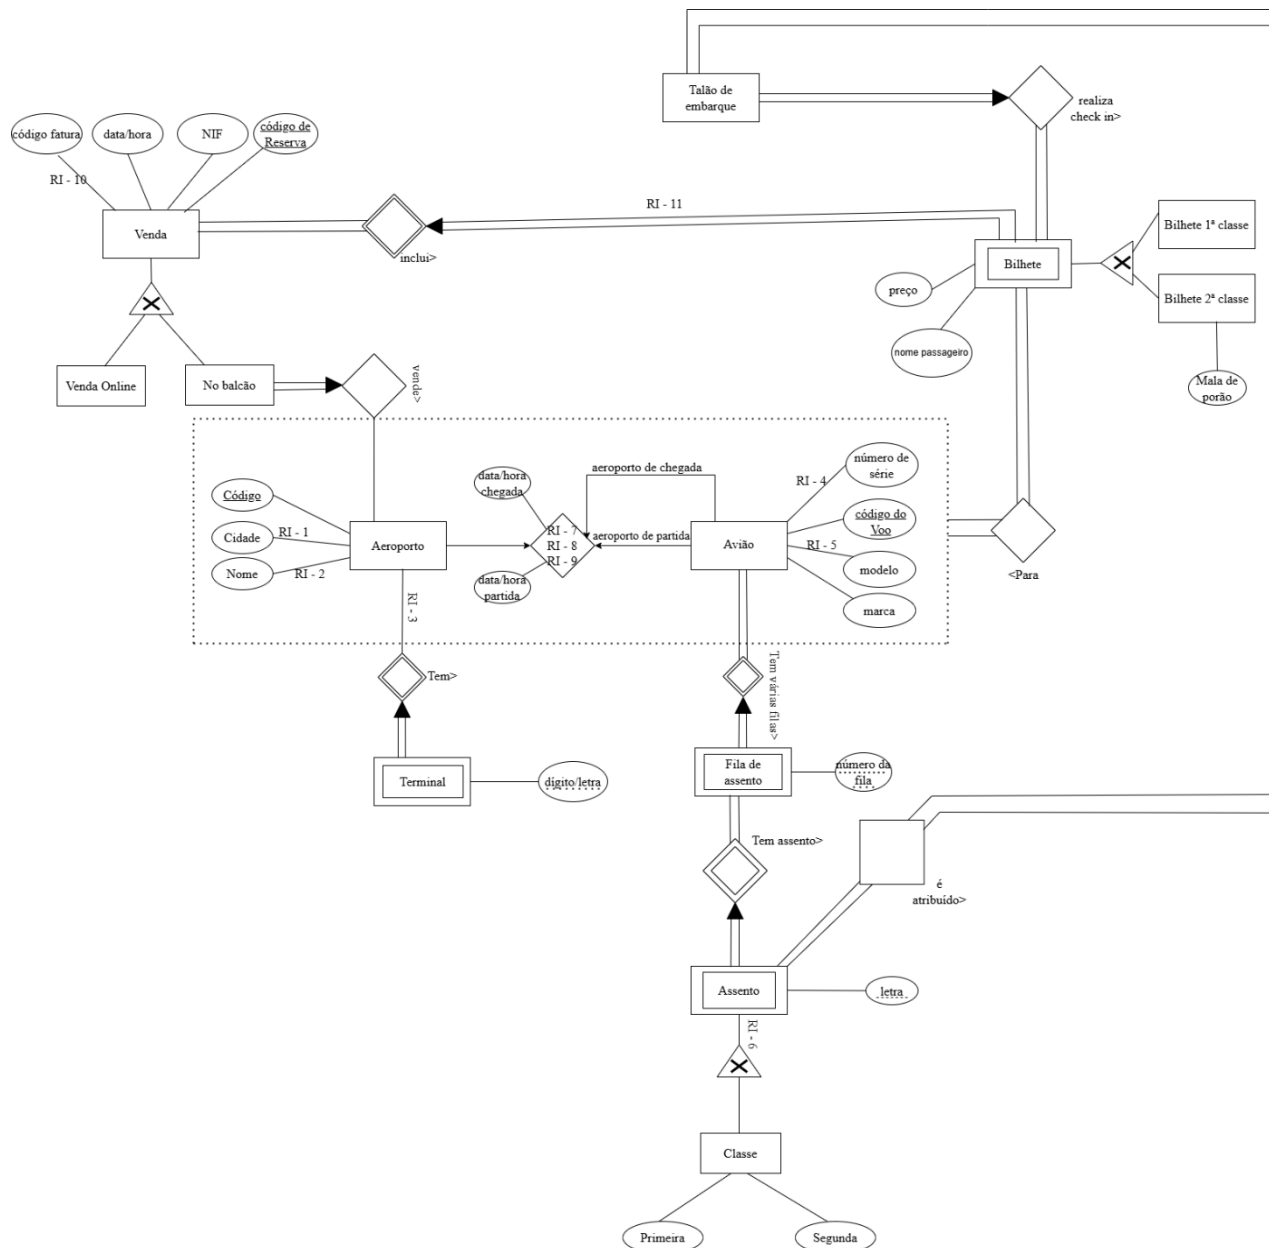 Talão de
embarque
realiza
check in>
código fatura
data/hora
NIF
código de
Reserva
RI - 10
Venda
inclui>
RI - 11
Bilhete
Bilhete 1ª classe
Bilhete 2ª classe
preço
nome passageiro
Mala de
porão
Venda Online
No balcão
vende>
Código
Cidade
Nome
RI - 1
RI - 2
RI - 3
Aeroporto
data/hora
chegada
RI - 7
RI - 8
RI - 9
data/hora
partida
aeroporto de chegada
aeroporto de partida
Avião
RI - 4
RI - 5
número de
série
código do
Voo
modelo
marca
<Para
Tem>
Tem várias filas>
Terminal
dígito/letra
Fila de
assento
número da
fila
Tem assento>
é
atribuído>
Assento
letra
RI - 6
Classe
Primeira
Segunda